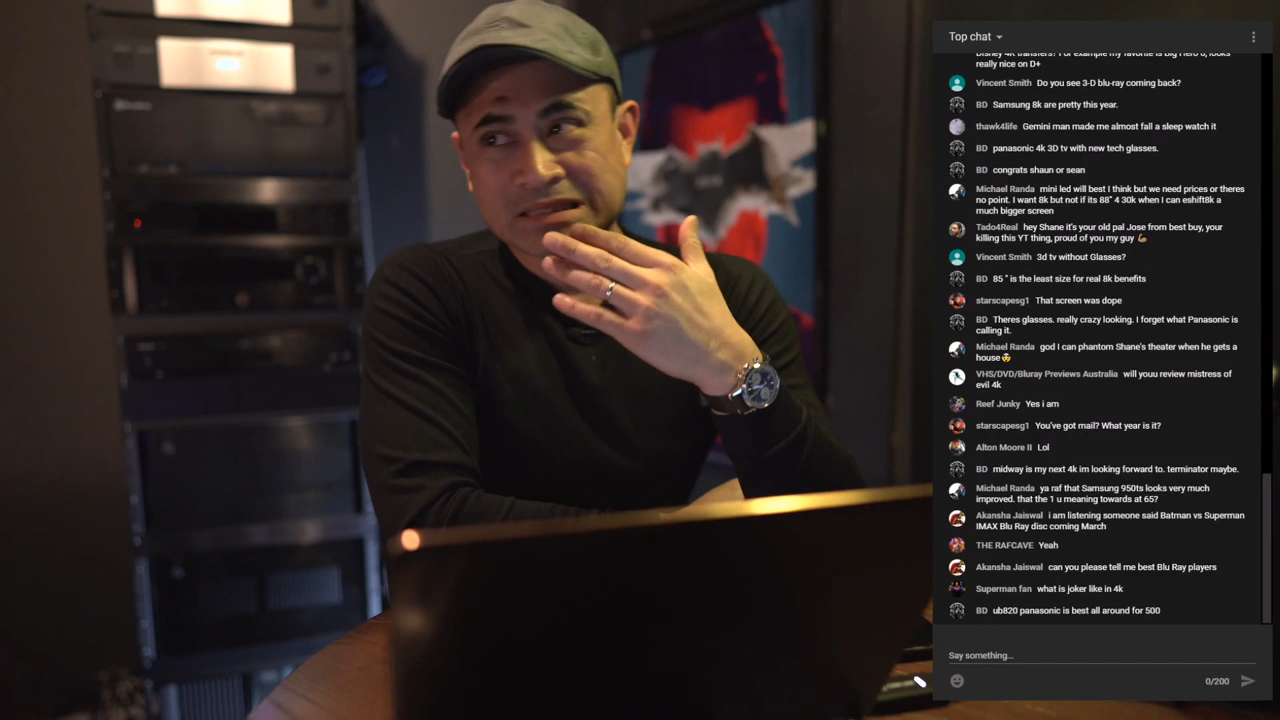 Top chat
Disney 4K transfers? For example my favorite is Big Hero 6, looks
really nice on D+
Vincent Smith Do you see 3-D blu-ray coming back?
BD Samsung 8k are pretty this year.
thawk4life Gemini man made me almost fall a sleep watch it
BD panasonic 4k 3D tv with new tech glasses.
BD congrats shaun or sean
Michael Randa mini led will best I think but we need prices or theres
no point. I want 8k but not if its 88" 4 30k when I can eshift8k a
much bigger screen
Tado4Real hey Shane it's your old pal Jose from best buy, your
killing this YT thing, proud of you my guy 💪
Vincent Smith 3d tv without Glasses?
BD 85 " is the least size for real 8k benefits
starscapesg1 That screen was dope
BD Theres glasses. really crazy looking. I forget what Panasonic is
calling it.
Michael Randa god I can phantom Shane's theater when he gets a
house🤯
VHS/DVD/Bluray Previews Australia will youu review mistress of
evil 4k
Reef Junky Yes i am
starscapesg1 You've got mail? What year is it?
Alton Moore II Lol
BD midway is my next 4k im looking forward to. terminator maybe.
Michael Randa ya raf that Samsung 950ts looks very much
improved. that the 1 u meaning towards at 65?
Akansha Jaiswal i am listening someone said Batman vs Superman
IMAX Blu Ray disc coming March
THE RAFCAVE Yeah
Akansha Jaiswal can you please tell me best Blu Ray players
Superman fan what is joker like in 4k
BD ub820 panasonic is best all around for 500
Say something...
0/200